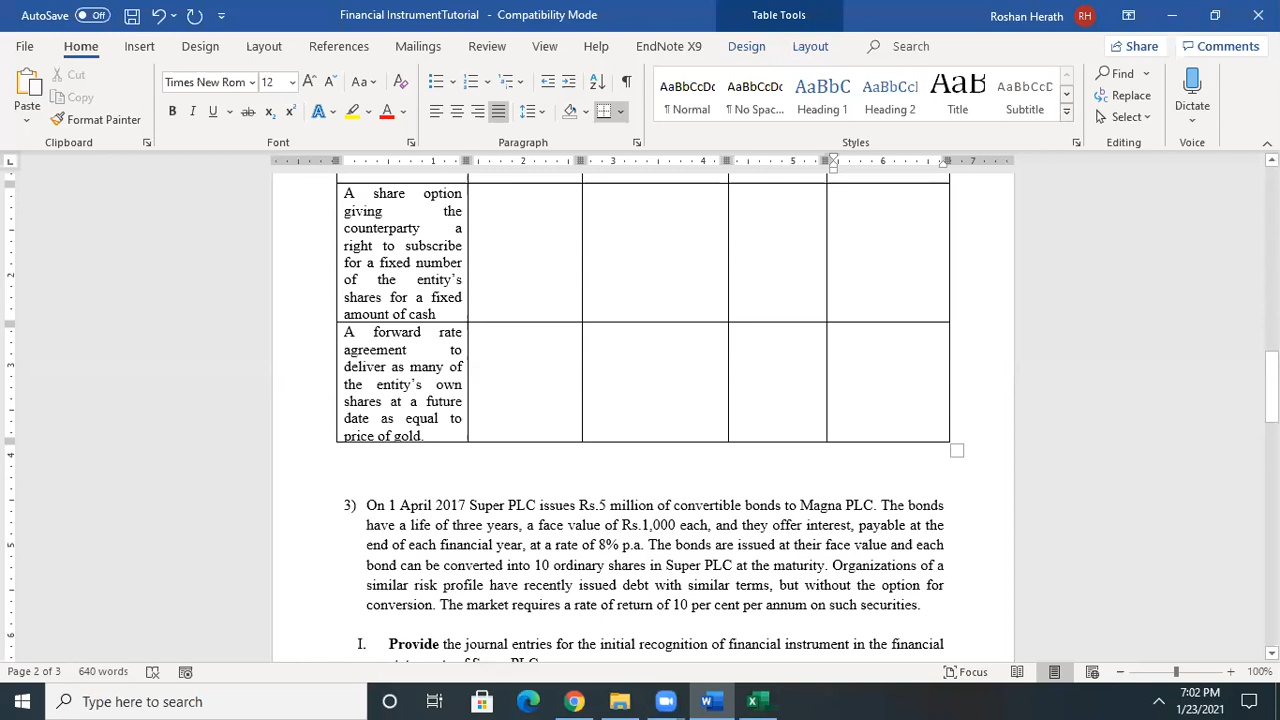 AutoSave Off
Financial InstrumentTutorial - Compatibility Mode
Table Tools
Roshan Herath RH
File Home Insert Design Layout References Mailings Review View Help EndNote X9 Design Layout Search Share Comments
Paste
Cut
Copy
Format Painter
Clipboard
Times New Rom 12
Font
Paragraph
AaBbCcDc AaBbCcDc AaBbC AaBbCcl AaB AaBbCcD
¶ Normal ¶ No Spac... Heading 1 Heading 2 Title Subtitle
Styles
Find
Replace
Select
Editing
Dictate
Voice
1 2 3 4 5 6 7
A share option
giving the
counterparty a
right to subscribe
for a fixed number
of the entity's
shares for a fixed
amount of cash
A forward rate
agreement to
deliver as many of
the entity's own
shares at a future
date as equal to
price of gold.
3) On 1 April 2017 Super PLC issues Rs.5 million of convertible bonds to Magna PLC. The bonds
have a life of three years, a face value of Rs.1,000 each, and they offer interest, payable at the
end of each financial year, at a rate of 8% p.a. The bonds are issued at their face value and each
bond can be converted into 10 ordinary shares in Super PLC at the maturity. Organizations of a
similar risk profile have recently issued debt with similar terms, but without the option for
conversion. The market requires a rate of return of 10 per cent per annum on such securities.
I. Provide the journal entries for the initial recognition of financial instrument in the financial
Page 2 of 3 640 words Focus 100%
Type here to search
7:02 PM
1/23/2021